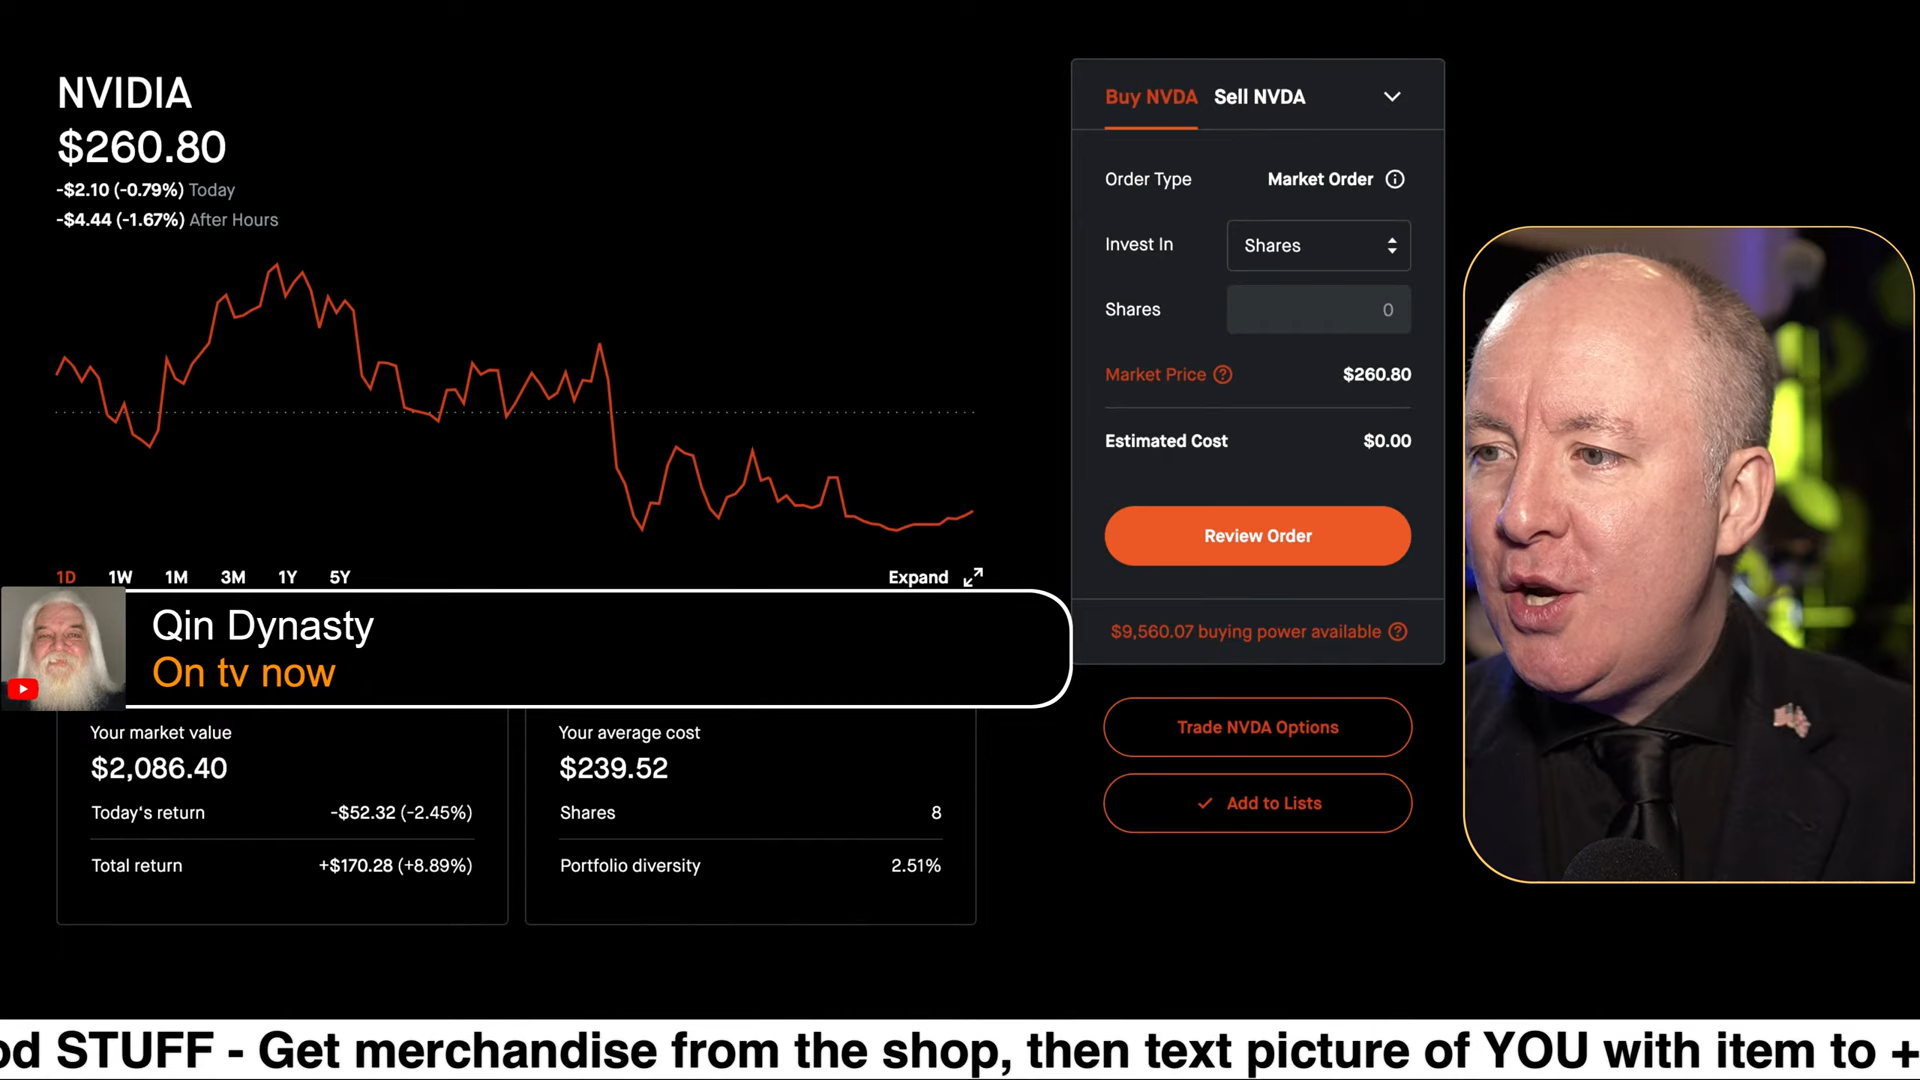 NVIDIA
$260.80
-$2.10 (-0.79%) Today
-$4.44 (-1.67%) After Hours
1D 1W 1M 3M 1Y 5Y
Expand
Qin Dynasty
On tv now
Your market value
$2,086.40
Today's return -$52.32 (-2.45%)
Total return +$170.28 (+8.89%)
Your average cost
$239.52
Shares 8
Portfolio diversity 2.51%
Buy NVDA Sell NVDA
Order Type Market Order
Invest In Shares
Shares 0
Market Price $260.80
Estimated Cost $0.00
Review Order
$9,560.07 buying power available
Trade NVDA Options
Add to Lists
od STUFF - Get merchandise from the shop, then text picture of YOU with item to +